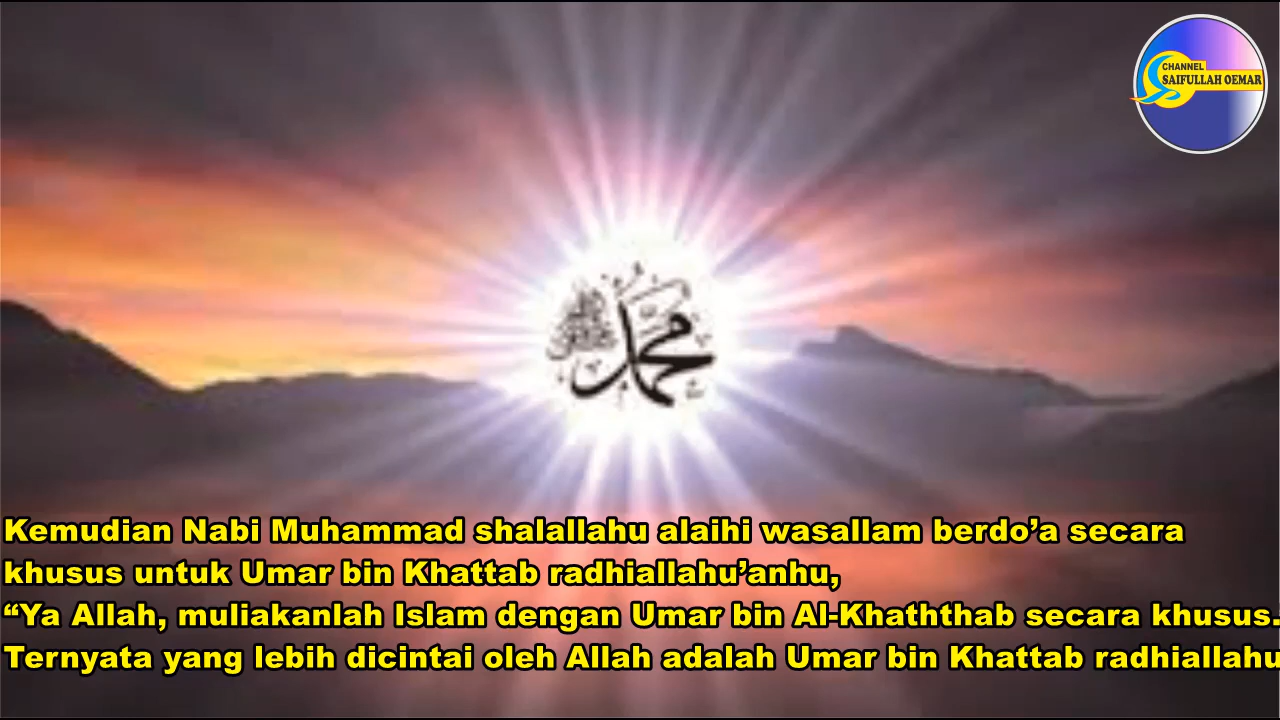 CHANNEL
SAIFULLAH OEMAR
محمد
Kemudian Nabi Muhammad shalallahu alaihi wasallam berdo’a secara
khusus untuk Umar bin Khattab radhiallahu’anhu,
“Ya Allah, muliakanlah Islam dengan Umar bin Al-Khaththab secara khusus.
Ternyata yang lebih dicintai oleh Allah adalah Umar bin Khattab radhiallahu